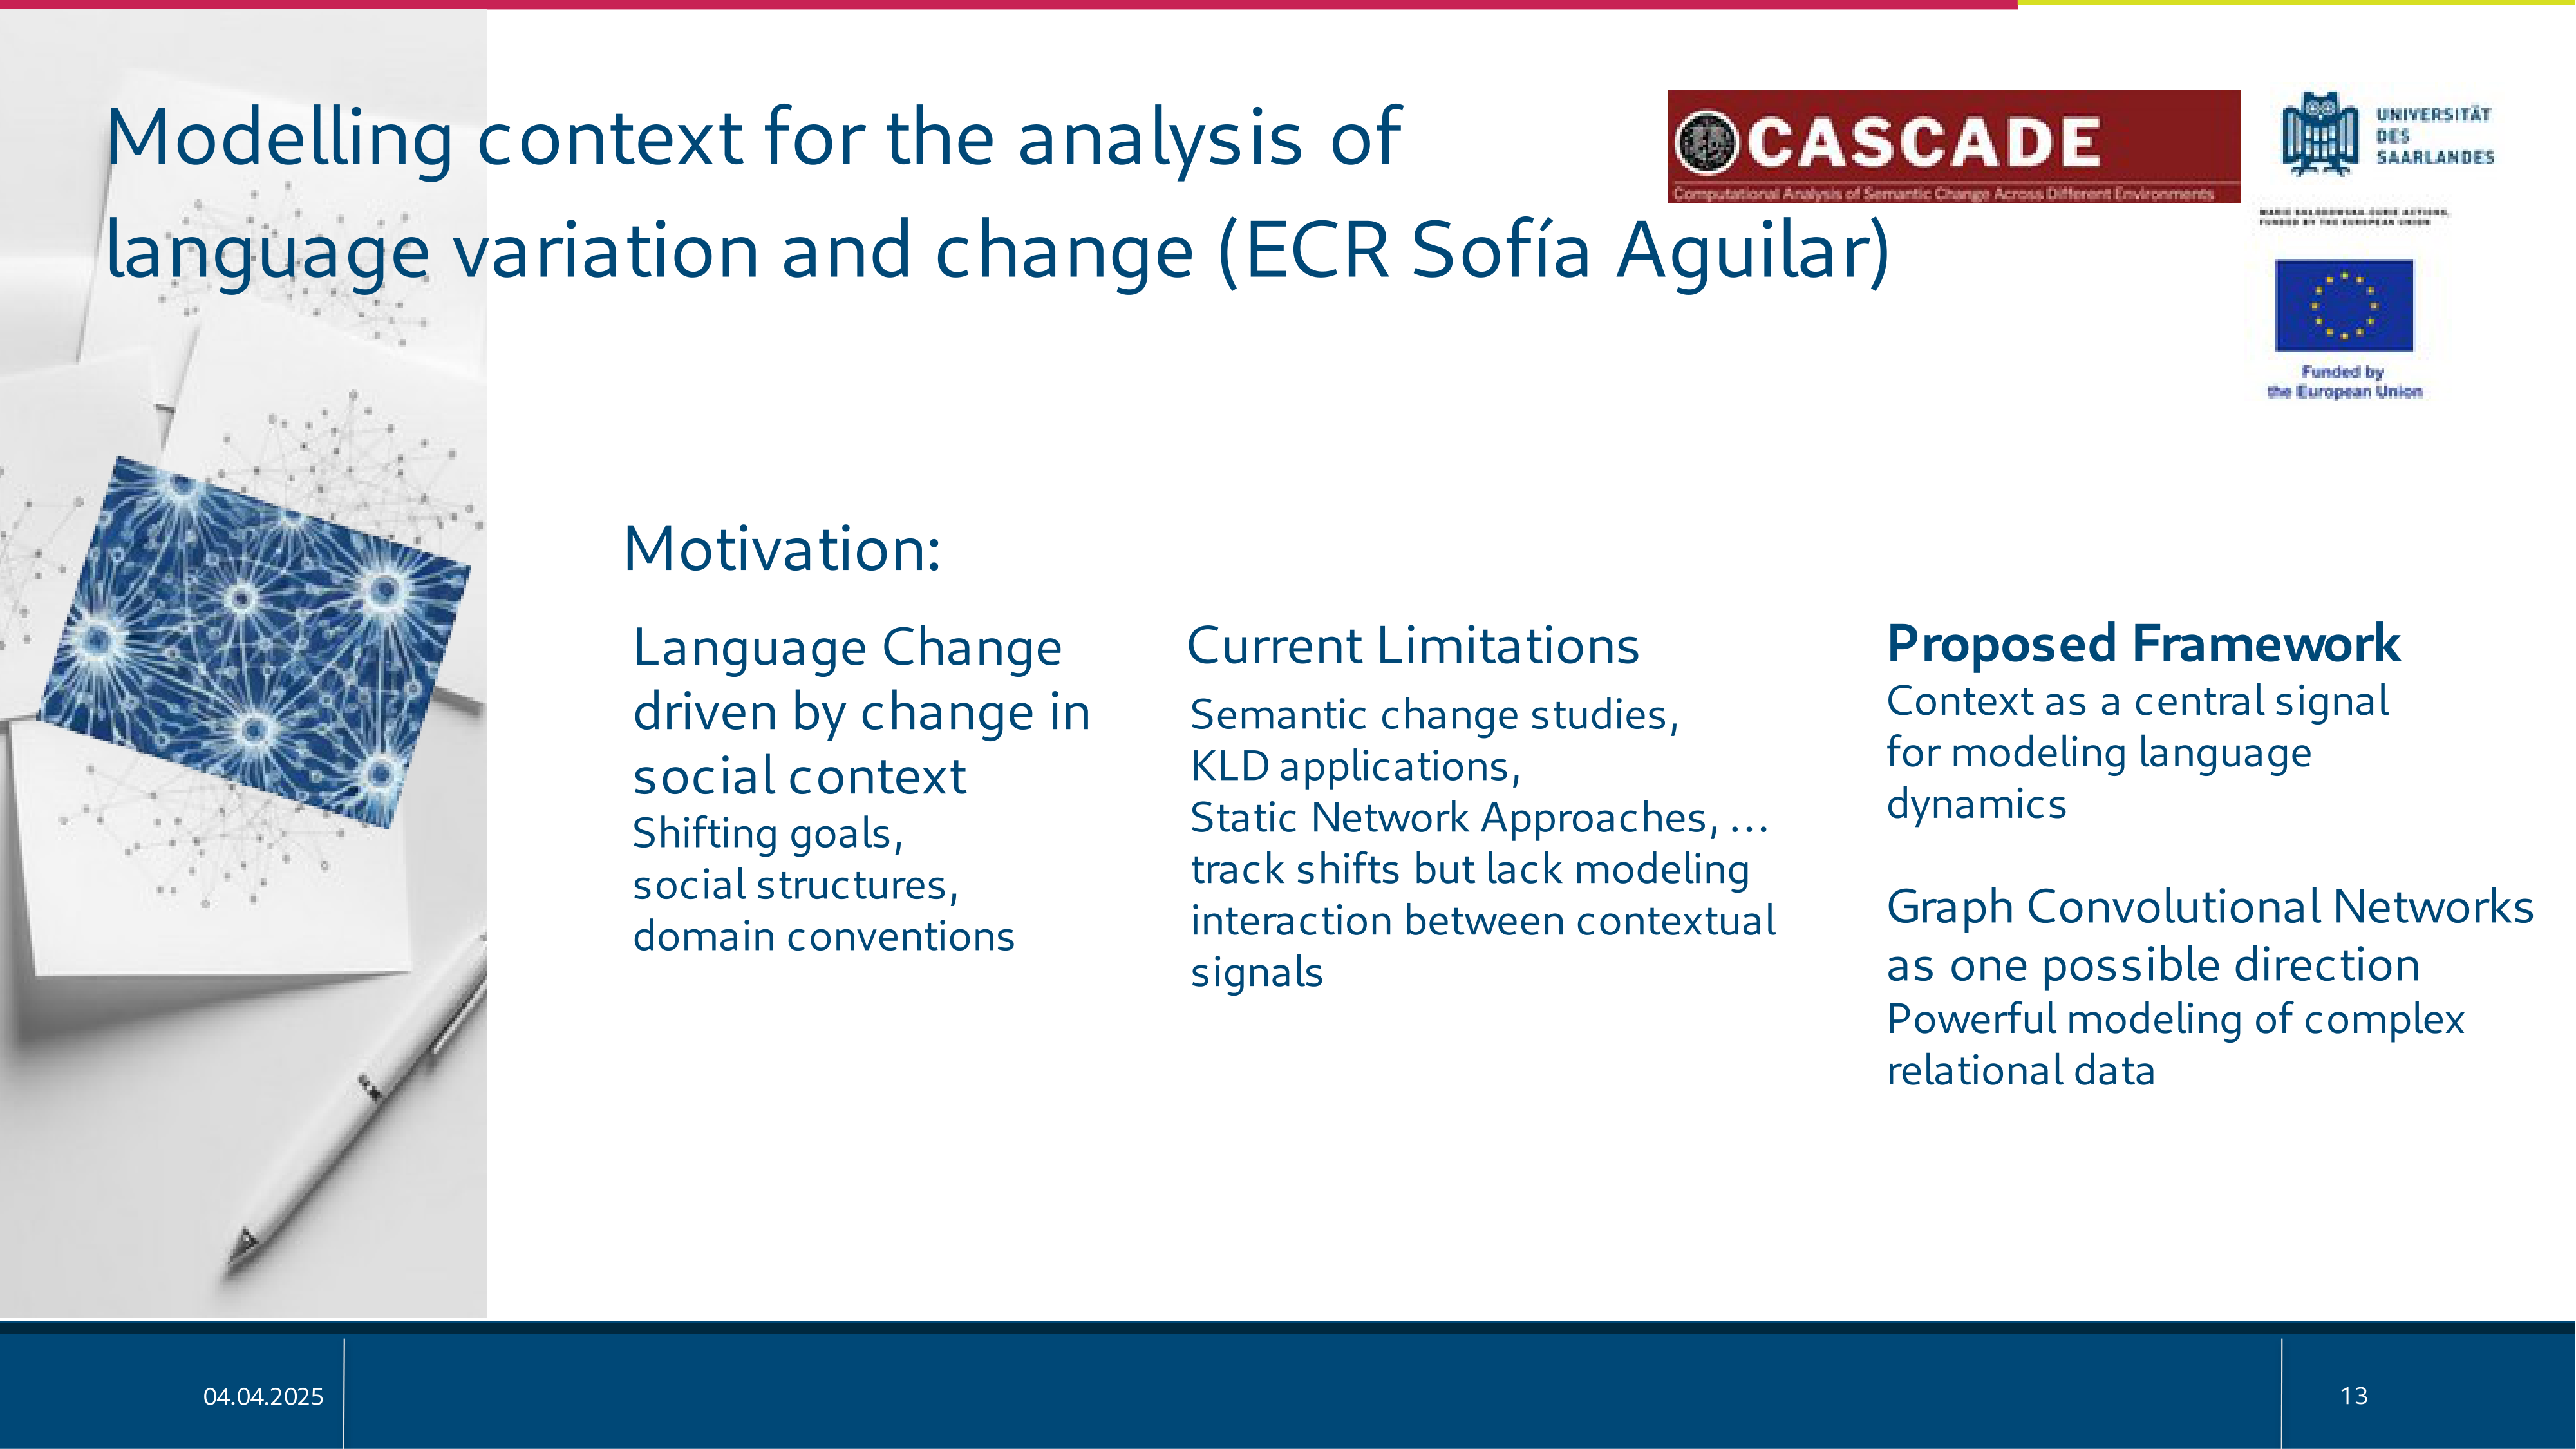 Modelling context for the analysis of
language variation and change (ECR Sofía Aguilar)
CASCADE
Computational Analysis of Semantic Change Across Different Environments
UNIVERSITÄT
DES
SAARLANDES
MARIE SKŁODOWSKA-CURIE ACTIONS,
FUNDED BY THE EUROPEAN UNION
Funded by
the European Union
Motivation:
Language Change
driven by change in
social context
Shifting goals,
social structures,
domain conventions
Current Limitations
Semantic change studies,
KLD applications,
Static Network Approaches, …
track shifts but lack modeling
interaction between contextual
signals
Proposed Framework
Context as a central signal
for modeling language
dynamics
Graph Convolutional Networks
as one possible direction
Powerful modeling of complex
relational data
04.04.2025
13